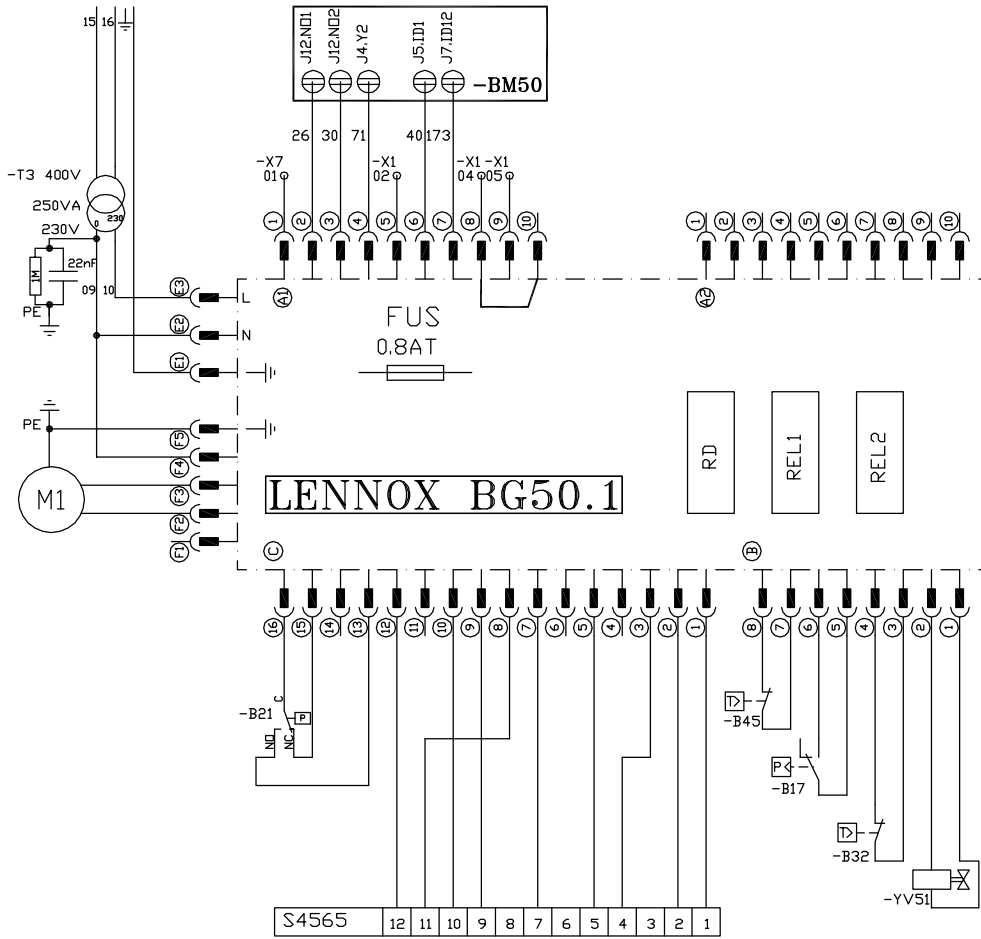 15 16
J12.NO1 J12.NO2 J4.Y2 J5.ID1 J7.ID12
-BM50
26 30 71 40 173
-X7 01
-X1 02
-X1 04
-X1 05
-T3 400V
250VA
230V
0 230
1M
22nF
09 10
PE
1 2 3 4 5 6 7 8 9 10
1 2 3 4 5 6 7 8 9 10
A1
A2
E3 L
E2 N
E1
FUS
0.8AT
PE
F5
F4
F3
F2
F1
M1
RD
REL1
REL2
LENNOX BG50.1
C
B
16 15 14 13 12 11 10 9 8 7 6 5 4 3 2 1
8 7 6 5 4 3 2 1
C
-B21
P
NO
NC
T>
-B45
P<
-B17
T>
-B32
-YV51
S4565 12 11 10 9 8 7 6 5 4 3 2 1